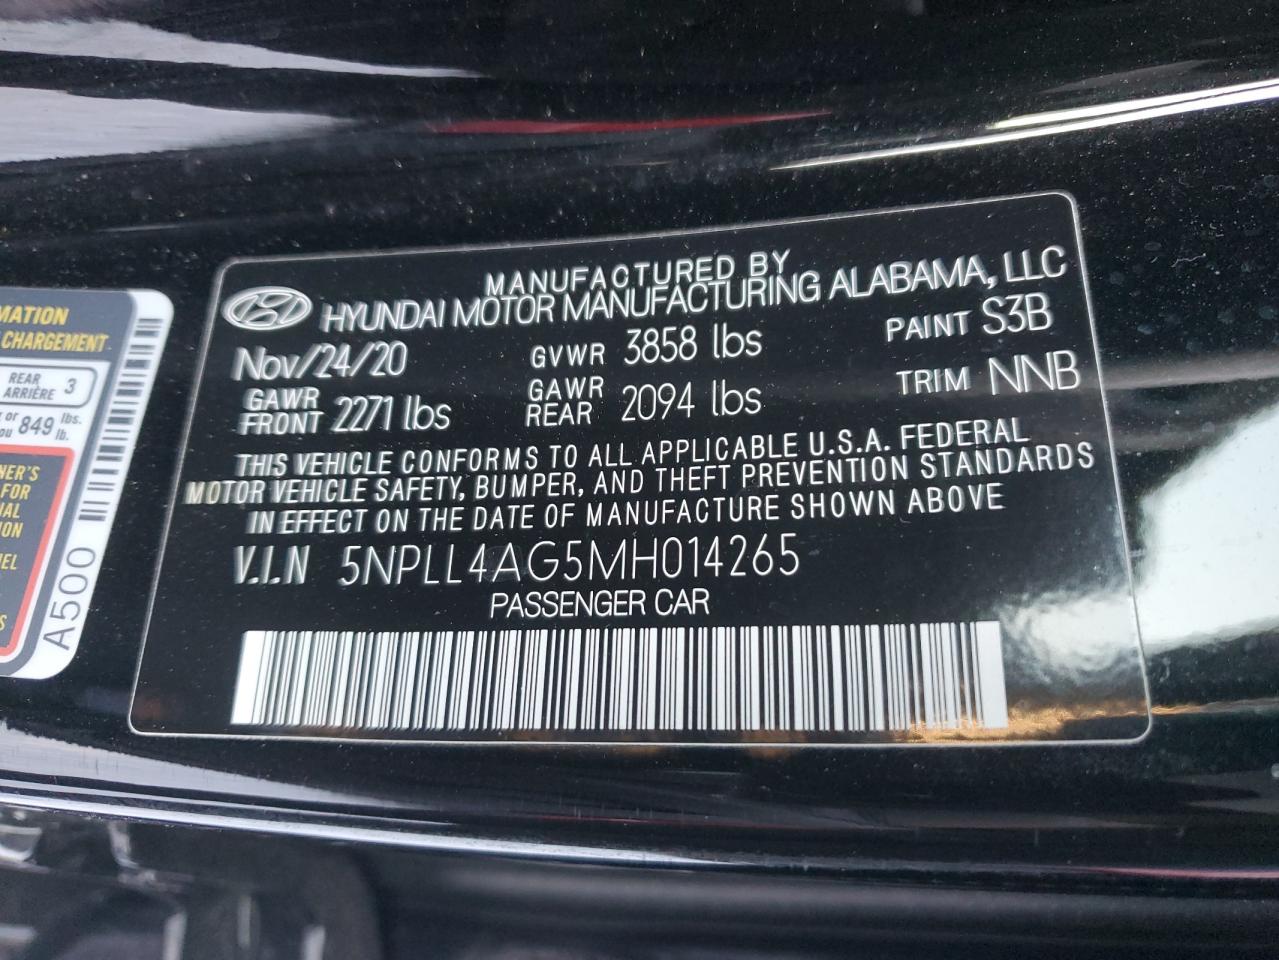 MANUFACTURED BY
HYUNDAI MOTOR MANUFACTURING ALABAMA, LLC
Nov/24/20 GVWR 3858 lbs PAINT S3B
GAWR FRONT 2271 lbs GAWR REAR 2094 lbs TRIM NNB
THIS VEHICLE CONFORMS TO ALL APPLICABLE U.S.A. FEDERAL
MOTOR VEHICLE SAFETY, BUMPER, AND THEFT PREVENTION STANDARDS
IN EFFECT ON THE DATE OF MANUFACTURE SHOWN ABOVE
V.I.N 5NPLL4AG5MH014265
PASSENGER CAR
CHARGEMENT
REAR
ARRIÈRE 3
or 849 lbs.
lb.
FOR
A500